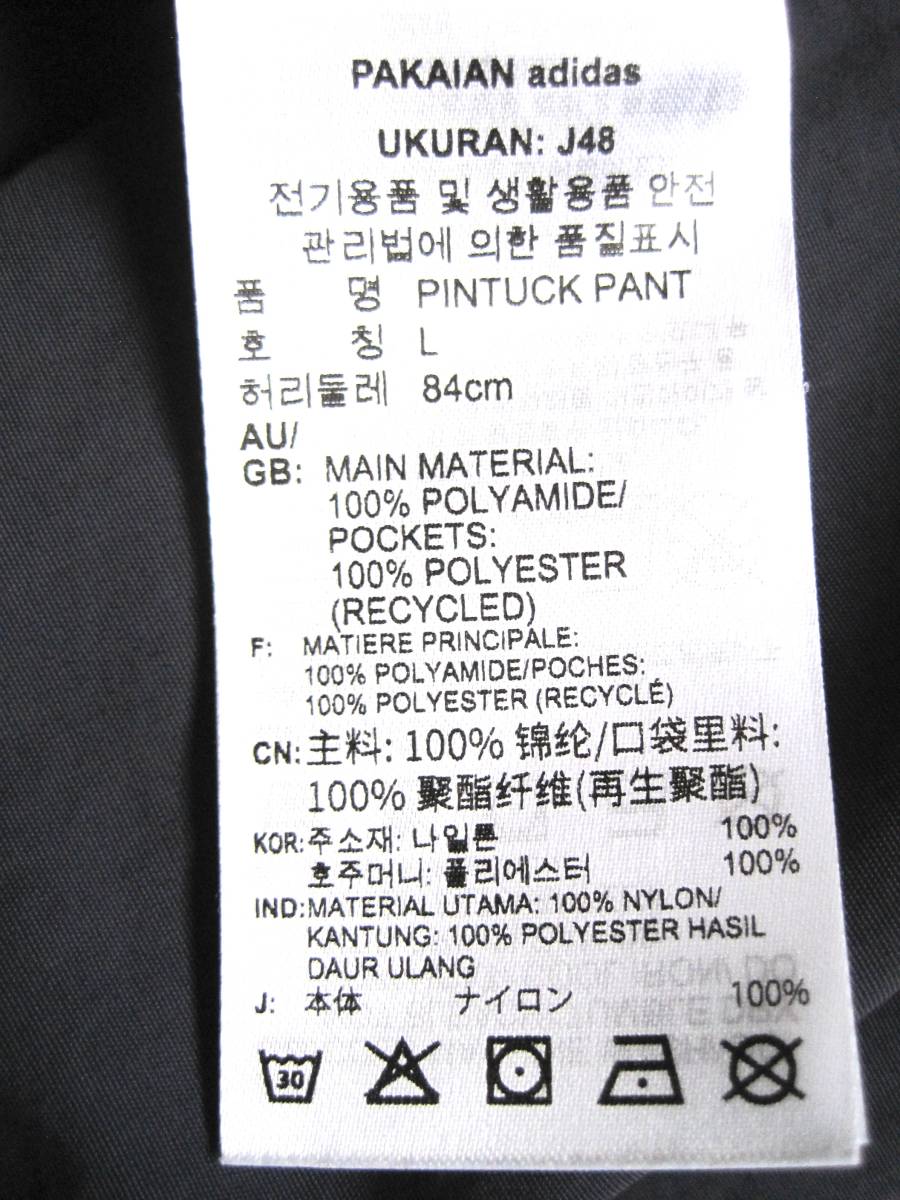 PAKAIAN adidas
UKURAN: J48
전기용품 및 생활용품 안전
관리법에 의한 품질표시
품 명 PINTUCK PANT
호 칭 L
허리둘레 84cm
AU/
GB: MAIN MATERIAL:
100% POLYAMIDE/
POCKETS:
100% POLYESTER
(RECYCLED)
F: MATIERE PRINCIPALE:
100% POLYAMIDE/POCHES:
100% POLYESTER (RECYCLÉ)
CN: 主料: 100% 锦纶/口袋里料:
100% 聚酯纤维(再生聚酯)
KOR: 주소재: 나일론 100%
호주머니: 폴리에스터 100%
IND: MATERIAL UTAMA: 100% NYLON/
KANTUNG: 100% POLYESTER HASIL
DAUR ULANG
J: 本体 ナイロン 100%
30